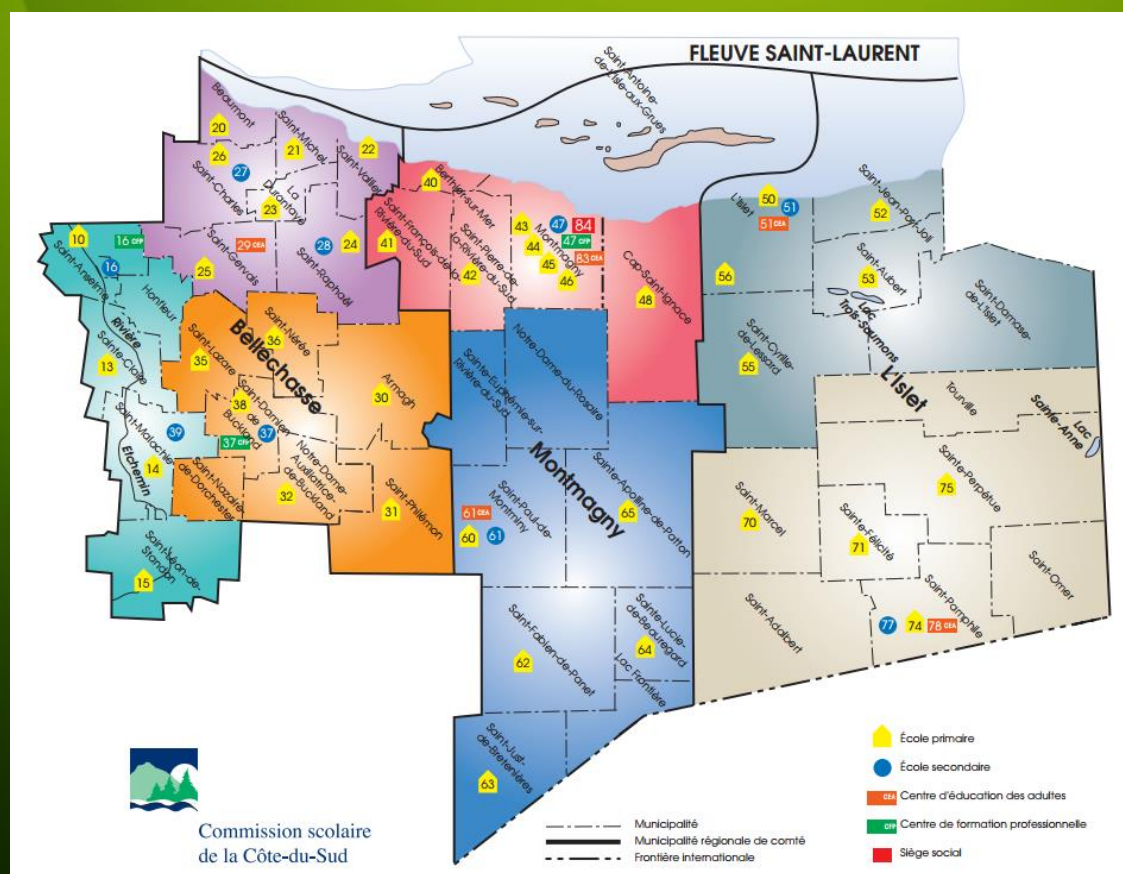 FLEUVE SAINT-LAURENT
Saint-Antoine-
de-L'Isle-aux-Grues
Beaumont
20
Saint-Michel
21
22
26
27
Saint-Charles
La
Durantaye
23
Saint-Vallier
29 CEA
28
24
25
Saint-Gervais
Saint-Raphaël
10
16 CFP
16
Saint-Anselme
Honfleur
Rivière
Etchemin
13
Sainte-Claire
39
14
Saint-Malachie
15
Saint-Léon-de-
Standon
Bellechasse
36
Saint-Nérée
35
Saint-Lazare
38
Saint-Damien
de
Buckland
37 CFP
37
30
Armagh
Saint-Nazaire-
de-Dorchester
32
Notre-Dame-
Auxiliatrice-
de-Buckland
31
Saint-Philémon
40
Berthier-sur-Mer
41
Saint-François-de-la-
Rivière-du-Sud
42
Saint-Pierre-de-
la-Rivière-du-Sud
43
47
84
Montmagny
44
47 CFP
45
83 CEA
46
48
Cap-Saint-Ignace
Sainte-Euphémie-sur-
Rivière-du-Sud
Notre-Dame-du-Rosaire
Montmagny
61 CEA
60
61
Saint-Paul-de-
Montminy
65
Sainte-Apolline-de-Patton
62
Saint-Fabien-de-Panet
64
Sainte-Lucie-
de-Beauregard
Lac Frontière
63
Saint-Just-
de-Bretenières
L'Islet
50
51
51 CEA
52
Saint-Jean-Port-Joli
56
53
Saint-Aubert
Lac
Trois Saumons
Saint-Damase-
de-L'Islet
55
Saint-Cyrille-
de-Lessard
L'Islet
Tourville
Lac
Sainte-Anne
75
Sainte-Perpétue
70
Saint-Marcel
71
Sainte-Félicité
Saint-Omer
Saint-Adalbert
77
74
78 CEA
Saint-Pamphile
École primaire
École secondaire
CEA Centre d'éducation des adultes
CFP Centre de formation professionnelle
Siège social
Municipalité
Municipalité régionale de comté
Frontière internationale
Commission scolaire
de la Côte-du-Sud